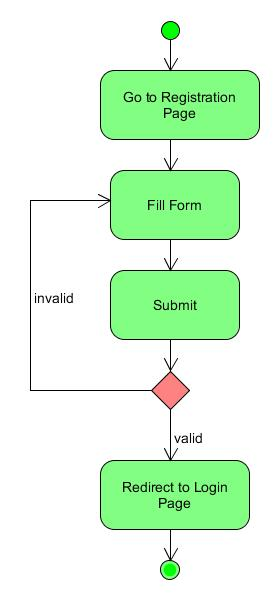 Go to Registration
Page
Fill Form
invalid
Submit
valid
Redirect to Login
Page